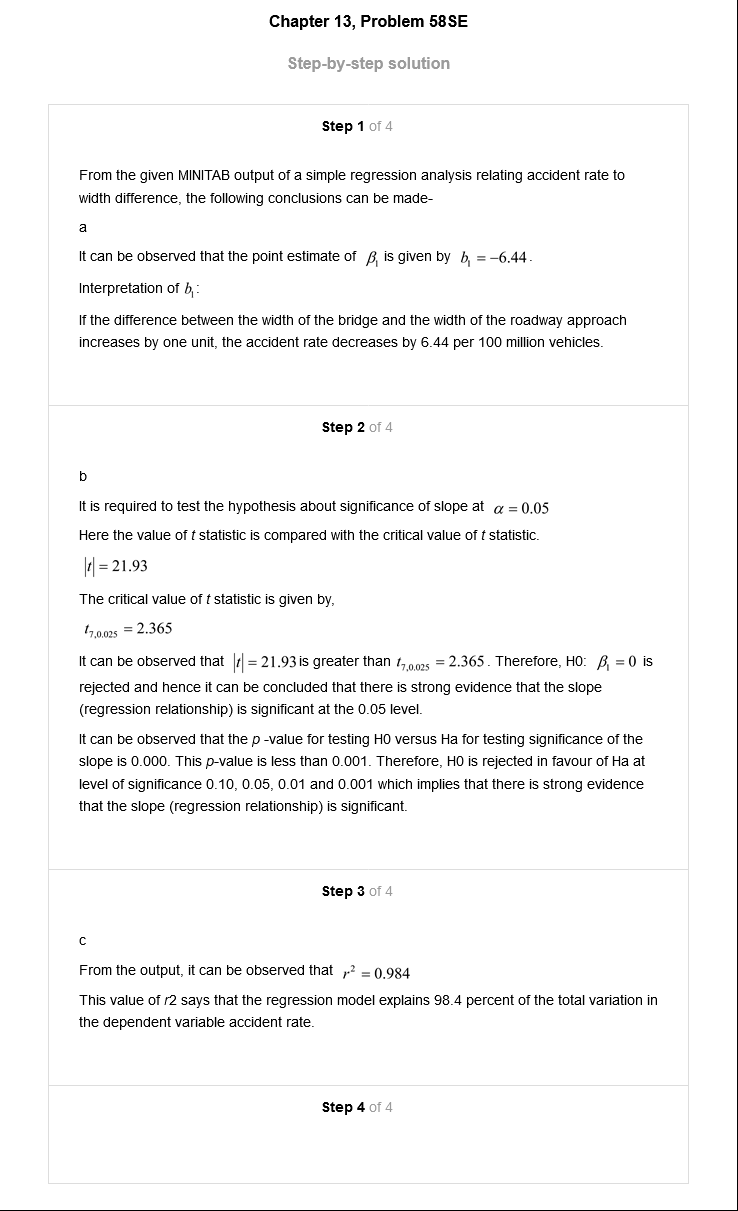 Chapter 13, Problem 58SE
Step-by-step solution
Step 1 of 4
From the given MINITAB output of a simple regression analysis relating accident rate to
width difference, the following conclusions can be made-
a
It can be observed that the point estimate of β₁ is given by b₁ = −6.44.
Interpretation of b₁:
If the difference between the width of the bridge and the width of the roadway approach
increases by one unit, the accident rate decreases by 6.44 per 100 million vehicles.
Step 2 of 4
b
It is required to test the hypothesis about significance of slope at α = 0.05
Here the value of t statistic is compared with the critical value of t statistic.
|t| = 21.93
The critical value of t statistic is given by,
t₇,₀.₀₂₅ = 2.365
It can be observed that |t| = 21.93 is greater than t₇,₀.₀₂₅ = 2.365. Therefore, H0: β₁ = 0 is
rejected and hence it can be concluded that there is strong evidence that the slope
(regression relationship) is significant at the 0.05 level.
It can be observed that the p -value for testing H0 versus Ha for testing significance of the
slope is 0.000. This p-value is less than 0.001. Therefore, H0 is rejected in favour of Ha at
level of significance 0.10, 0.05, 0.01 and 0.001 which implies that there is strong evidence
that the slope (regression relationship) is significant.
Step 3 of 4
c
From the output, it can be observed that r² = 0.984
This value of r2 says that the regression model explains 98.4 percent of the total variation in
the dependent variable accident rate.
Step 4 of 4